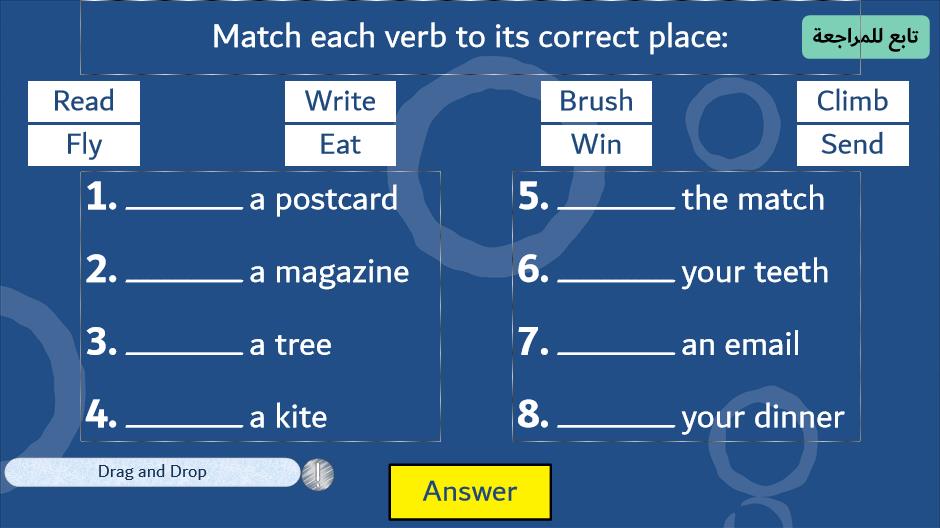 Match each verb to its correct place:
تابع للمراجعة
Read
Write
Brush
Climb
Fly
Eat
Win
Send
1. ________ a postcard
2. ________ a magazine
3. ________ a tree
4. ________ a kite
5. ________ the match
6. ________ your teeth
7. ________ an email
8. ________ your dinner
Drag and Drop
!
Answer